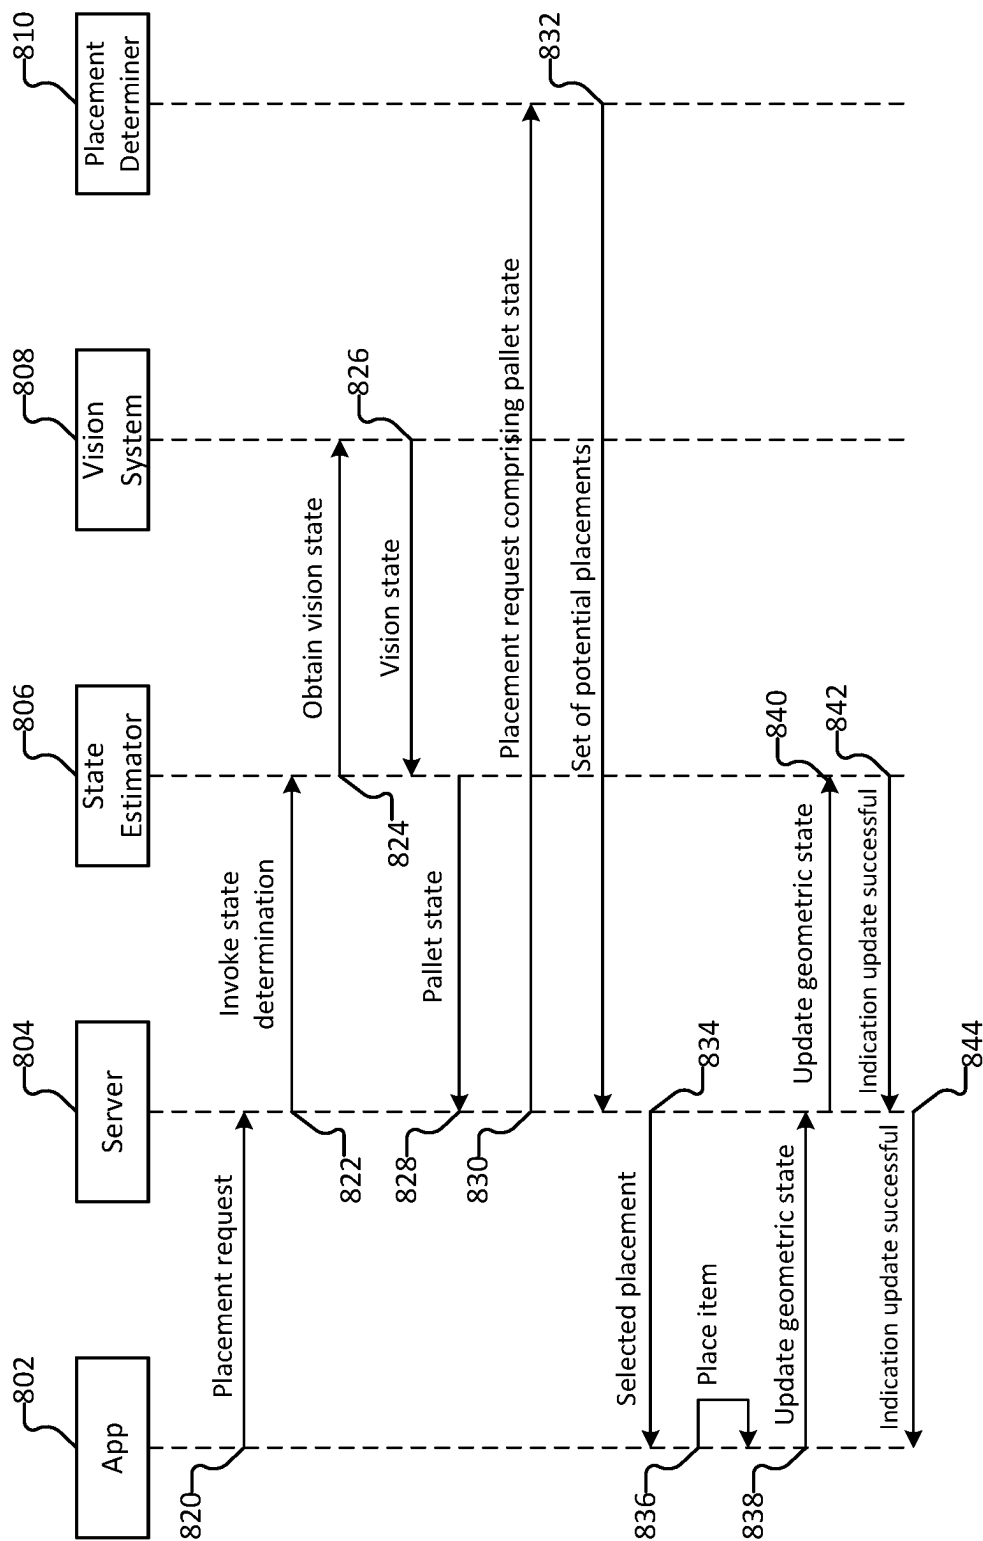 802
App
804
Server
806
State
Estimator
808
Vision
System
810
Placement
Determiner
820
Placement request
822
Invoke state
determination
824
Obtain vision state
826
Vision state
828
Pallet state
830
Placement request comprising pallet state
832
Set of potential placements
834
Selected placement
836
Place item
838
Update geometric state
840
Update geometric state
842
Indication update successful
844
Indication update successful